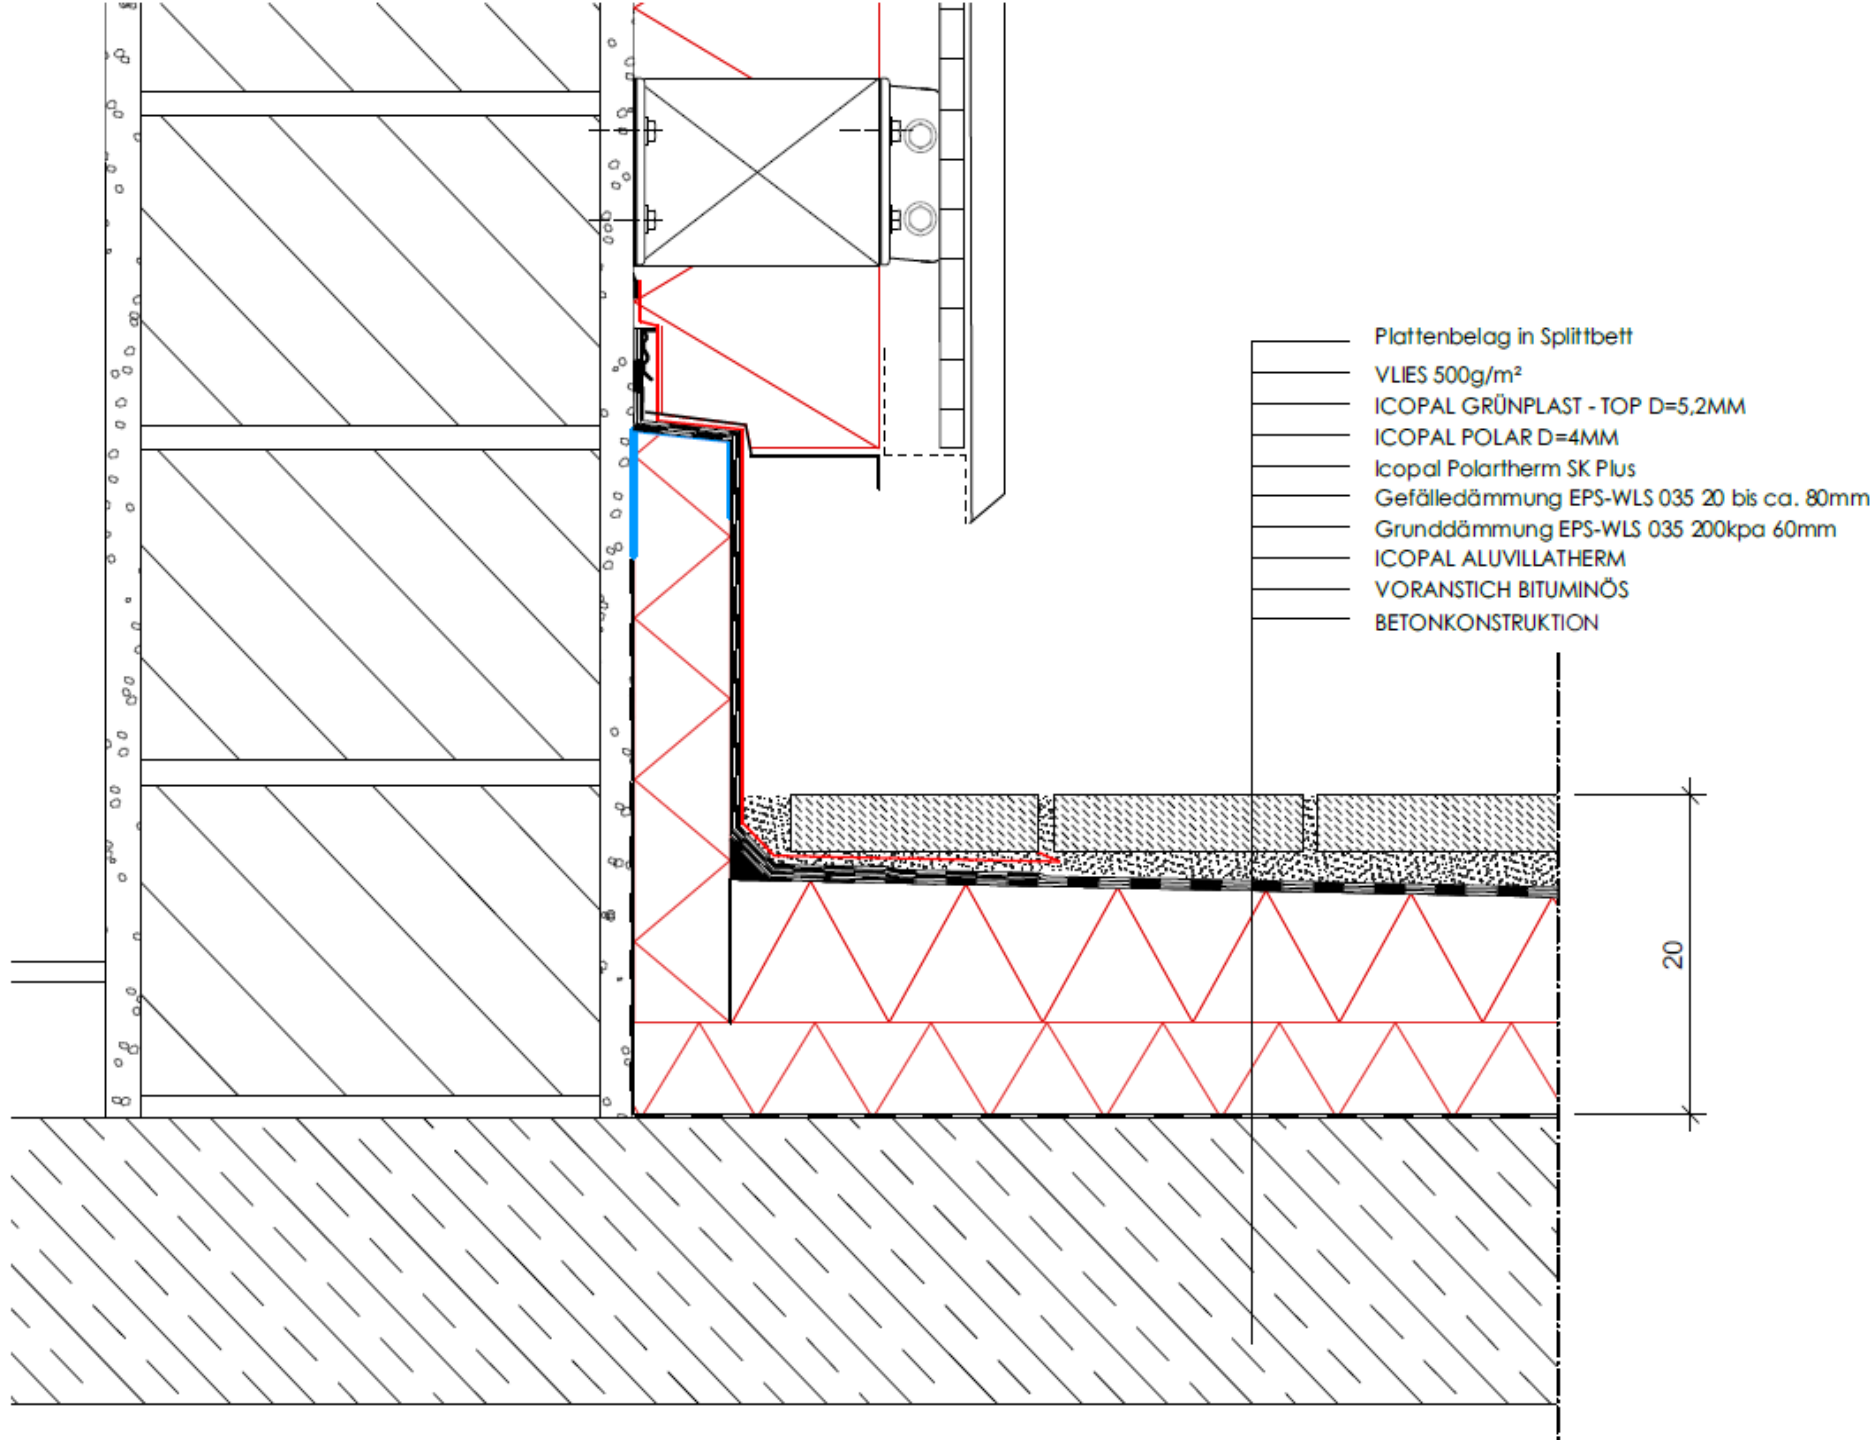 Plattenbelag in Splittbett
VLIES 500g/m²
ICOPAL GRÜNPLAST - TOP D=5,2MM
ICOPAL POLAR D=4MM
Icopal Polartherm SK Plus
Gefälledämmung EPS-WLS 035 20 bis ca. 80mm
Grunddämmung EPS-WLS 035 200kpa 60mm
ICOPAL ALUVILLATHERM
VORANSTICH BITUMINÖS
BETONKONSTRUKTION
20